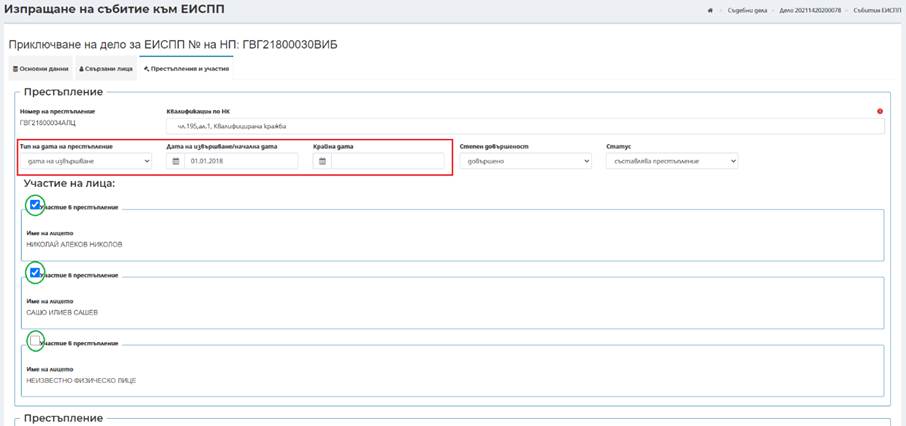 Изпращане на събитие към ЕИСПП
Съдебни дела
Дело 20211420200078
Събития ЕИСПП
Приключване на дело за ЕИСПП № на НП: ГВГ21800030ВИБ
Основни данни
Свързани лица
Престъпления и участия
Престъпление
Номер на престъпление
Квалификации по НК
ГВГ21800034АЛЦ
чл.195,ал.1, Квалифицирана кражба
Тип на дата на престъпление
Дата на извършване/начална дата
Крайна дата
Степен довършеност
Статус
дата на извършване
01.01.2018
довършено
съставлява престъпление
Участие на лица:
Участие в престъпление
Име на лицето
НИКОЛАЙ АЛЕКОВ НИКОЛОВ
Участие в престъпление
Име на лицето
САШО ИЛИЕВ САШЕВ
Участие в престъпление
Име на лицето
НЕИЗВЕСТНО ФИЗИЧЕСКО ЛИЦЕ
Престъпление